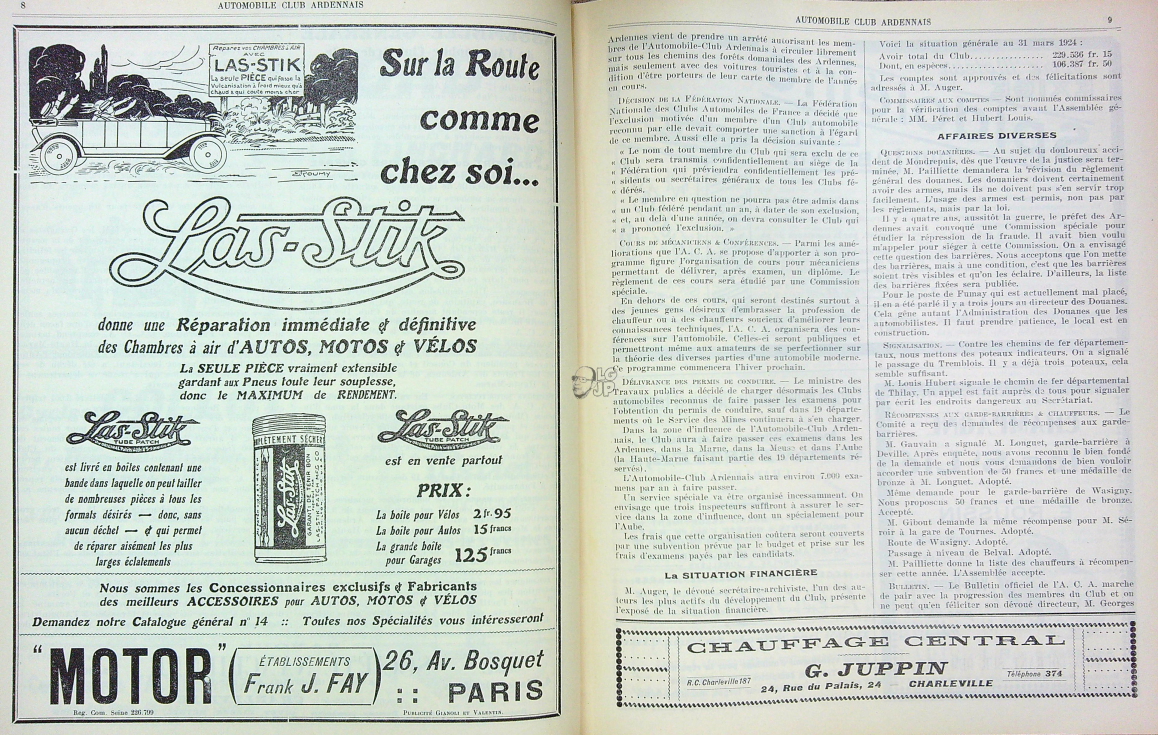 8
AUTOMOBILE CLUB ARDENNAIS
Réparez vos CHAMBRES à AIR
AVEC
LAS-STIK
La seule PIÈCE qui fasse la
Vulcanisation à froid mieux qu'à
chaud & qui coute moins cher
Sur la Route
comme
chez soi...
Las-Stik
donne une Réparation immédiate & définitive
des Chambres à air d'AUTOS, MOTOS & VÉLOS
La SEULE PIÈCE vraiment extensible
gardant aux Pneus toute leur souplesse,
donc le MAXIMUM de RENDEMENT.
Las-Stik
TUBE PATCH
est livré en boîtes contenant une
bande dans laquelle on peut tailler
de nombreuses pièces à tous les
formats désirés — donc, sans
aucun déchet — & qui permet
de réparer aisément les plus
larges éclatements
Las-Stik
LAS-STIK PATCH MFG CO
Las-Stik
TUBE PATCH
est en vente partout
PRIX :
La boîte pour Vélos 2 fr. 95
La boîte pour Autos 15 francs
La grande boîte
pour Garages 125 francs
Nous sommes les Concessionnaires exclusifs & Fabricants
des meilleurs ACCESSOIRES pour AUTOS, MOTOS & VÉLOS
Demandez notre Catalogue général n° 14 :: Toutes nos Spécialités vous intéresseront
"MOTOR"
ÉTABLISSEMENTS
Frank J. FAY
26, Av. Bosquet
:: PARIS
Reg. Com. Seine 226.799
Publicité Gianoli et Valentin.
AUTOMOBILE CLUB ARDENNAIS
9
Ardennes vient de prendre un arrêté autorisant les mem-
bres de l'Automobile-Club Ardennais à circuler librement
sur tous les chemins des forêts domaniales des Ardennes,
mais seulement avec des voitures touristes et à la con-
dition d'être porteurs de leur carte de membre de l'année
en cours.
Décision de la Fédération Nationale. — La Fédération
Nationale des Clubs Automobiles de France a décidé que
l'exclusion motivée d'un membre d'un Club automobile
reconnu par elle devait comporter une sanction à l'égard
de ce membre. Aussi elle a pris la décision suivante :
« Le nom de tout membre du Club qui sera exclu de ce
« Club sera transmis confidentiellement au siège de la
« Fédération qui préviendra confidentiellement les pré-
« sidents ou secrétaires généraux de tous les Clubs fé-
« dérés.
« Le membre en question ne pourra pas être admis dans
« un Club fédéré pendant un an, à dater de son exclusion,
« et, au delà d'une année, on devra consulter le Club qui
« a prononcé l'exclusion. »
Cours de mécaniciens & Conférences. — Parmi les amé-
liorations que l'A. C. A. se propose d'apporter à son pro-
gramme figure l'organisation de cours pour mécaniciens
permettant de délivrer, après examen, un diplôme. Le
règlement de ces cours sera étudié par une Commission
spéciale.
En dehors de ces cours, qui seront destinés surtout à
des jeunes gens désireux d'embrasser la profession de
chauffeur ou à des chauffeurs soucieux d'améliorer leurs
connaissances techniques, l'A. C. A. organisera des con-
férences sur l'automobile. Celles-ci seront publiques et
permettront même aux amateurs de se perfectionner sur
la théorie des diverses parties d'une automobile moderne.
Ce programme commencera l'hiver prochain.
Délivrance des permis de conduire. — Le ministre des
Travaux publics a décidé de charger désormais les Clubs
automobiles reconnus de faire passer les examens pour
l'obtention du permis de conduire, sauf dans 19 départe-
ments où le Service des Mines continuera à s'en charger.
Dans la zone d'influence de l'Automobile-Club Arden-
nais, le Club aura à faire passer ces examens dans les
Ardennes, dans la Marne, dans la Meuse et dans l'Aube
(la Haute-Marne faisant partie des 19 départements ré-
servés).
L'Automobile-Club Ardennais aura environ 7.000 exa-
mens par an à faire passer.
Un service spécial va être organisé incessamment. On
envisage que trois inspecteurs suffiront à assurer le ser-
vice dans la zone d'influence, dont un spécialement pour
l'Aube.
Les frais que cette organisation coûtera seront couverts
par une subvention prévue par le budget et prise sur les
frais d'examens payés par les candidats.
La SITUATION FINANCIÈRE
M. Auger, le dévoué secrétaire-archiviste, l'un des au-
teurs les plus actifs du développement du Club, présente
l'exposé de la situation financière.
Voici la situation générale au 31 mars 1924 :
Avoir total du Club.................. 229.536 fr. 15
Dont, en espèces..................... 106.387 fr. 50
Les comptes sont approuvés et des félicitations sont
adressés à M. Auger.
Commissaires aux comptes — Sont nommés commissaires
pour la vérification des comptes avant l'Assemblée gé-
nérale : MM. Péret et Hubert Louis.
AFFAIRES DIVERSES
Questions douanières. — Au sujet du douloureux acci-
dent de Mondrepuis, dès que l'œuvre de la justice sera ter-
minée, M. Pailliette demandera la révision du règlement
général des douanes. Les douaniers doivent certainement
avoir des armes, mais ils ne doivent pas s'en servir trop
facilement. L'usage des armes est permis, non pas par
les règlements, mais par la loi.
Il y a quatre ans, aussitôt la guerre, le préfet des Ar-
dennes avait convoqué une Commission spéciale pour
étudier la répression de la fraude. Il avait bien voulu
m'appeler pour siéger à cette Commission. On a envisagé
cette question des barrières. Nous acceptons que l'on mette
des barrières, mais à une condition, c'est que les barrières
soient très visibles et qu'on les éclaire. D'ailleurs, la liste
des barrières fixées sera publiée.
Pour le poste de Fumay qui est actuellement mal placé,
il en a été parlé il y a trois jours au directeur des Douanes.
Cela gêne autant l'Administration des Douanes que les
automobilistes. Il faut prendre patience, le local est en
construction.
Signalisation. — Contre les chemins de fer départemen-
taux, nous mettons des poteaux indicateurs. On a signalé
le passage du Tremblois. Il y a déjà trois poteaux, cela
semble suffisant.
M. Louis Hubert signale le chemin de fer départemental
de Thilay. Un appel est fait auprès de tous pour signaler
par écrit les endroits dangereux au Secrétariat.
Récompenses aux garde-barrières & chauffeurs. — Le
Comité a reçu des demandes de récompenses aux garde-
barrières.
M. Gauvain a signalé M. Longuet, garde-barrière à
Deville. Après enquête, nous avons reconnu le bien fondé
de la demande et nous vous demandons de bien vouloir
accorder une subvention de 50 francs et une médaille de
bronze à M. Longuet. Adopté.
Même demande pour le garde-barrière de Wasigny.
Nous proposons 50 francs et une médaille de bronze.
Accepté.
M. Gibout demande la même récompense pour M. Sé-
roir à la gare de Tournes. Adopté.
Route de Wasigny. Adopté.
Passage à niveau de Belval. Adopté.
M. Pailliette donne la liste des chauffeurs à récompen-
ser cette année. L'Assemblée accepte.
Bulletin. — Le Bulletin officiel de l'A. C. A. marche
de pair avec la progression des membres du Club et on
ne peut qu'en féliciter son dévoué directeur, M. Georges
CHAUFFAGE CENTRAL
G. JUPPIN
R.C. Charleville 187
Téléphone 374
24, Rue du Palais, 24 — CHARLEVILLE
LG
JP